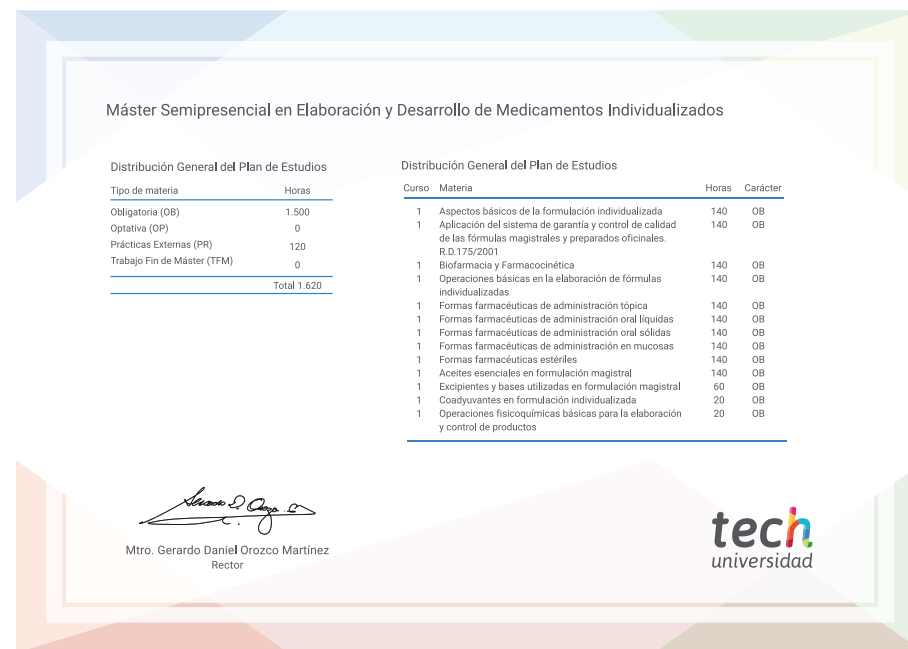 Máster Semipresencial en Elaboración y Desarrollo de Medicamentos Individualizados
Distribución General del Plan de Estudios
Tipo de materia Horas
Obligatoria (OB) 1.500
Optativa (OP) 0
Prácticas Externas (PR) 120
Trabajo Fin de Máster (TFM) 0
Total 1.620
Distribución General del Plan de Estudios
Curso Materia Horas Carácter
1 Aspectos básicos de la formulación individualizada 140 OB
1 Aplicación del sistema de garantía y control de calidad 140 OB
de las fórmulas magistrales y preparados oficinales.
R.D.175/2001
1 Biofarmacia y Farmacocinética 140 OB
1 Operaciones básicas en la elaboración de fórmulas 140 OB
individualizadas
1 Formas farmacéuticas de administración tópica 140 OB
1 Formas farmacéuticas de administración oral líquidas 140 OB
1 Formas farmacéuticas de administración oral sólidas 140 OB
1 Formas farmacéuticas de administración en mucosas 140 OB
1 Formas farmacéuticas estériles 140 OB
1 Aceites esenciales en formulación magistral 140 OB
1 Excipientes y bases utilizadas en formulación magistral 60 OB
1 Coadyuvantes en formulación individualizada 20 OB
1 Operaciones fisicoquímicas básicas para la elaboración 20 OB
y control de productos
Mtro. Gerardo Daniel Orozco Martínez
Rector
tech
universidad